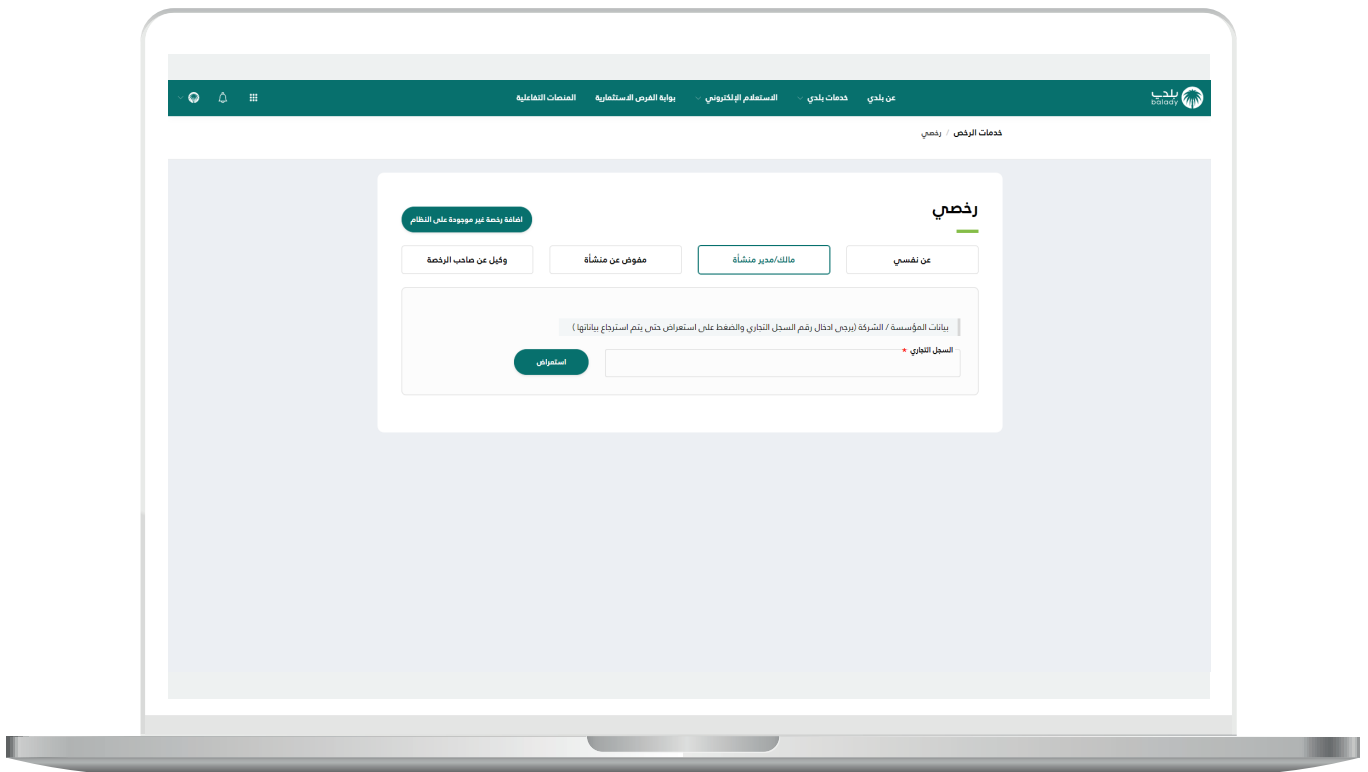 بلدي
balady
عن بلدي خدمات بلدي الاستعلام الإلكتروني بوابة الفرص الاستثمارية المنصات التفاعلية
خدمات الرخص / رخصي
رخصي
اضافة رخصة غير موجودة على النظام
عن نفسي مالك/مدير منشأة مفوض عن منشأة وكيل عن صاحب الرخصة
بيانات المؤسسة / الشركة (يرجى ادخال رقم السجل التجاري والضغط على استعراض حتى يتم استرجاع بياناتها )
السجل التجاري *
استعراض